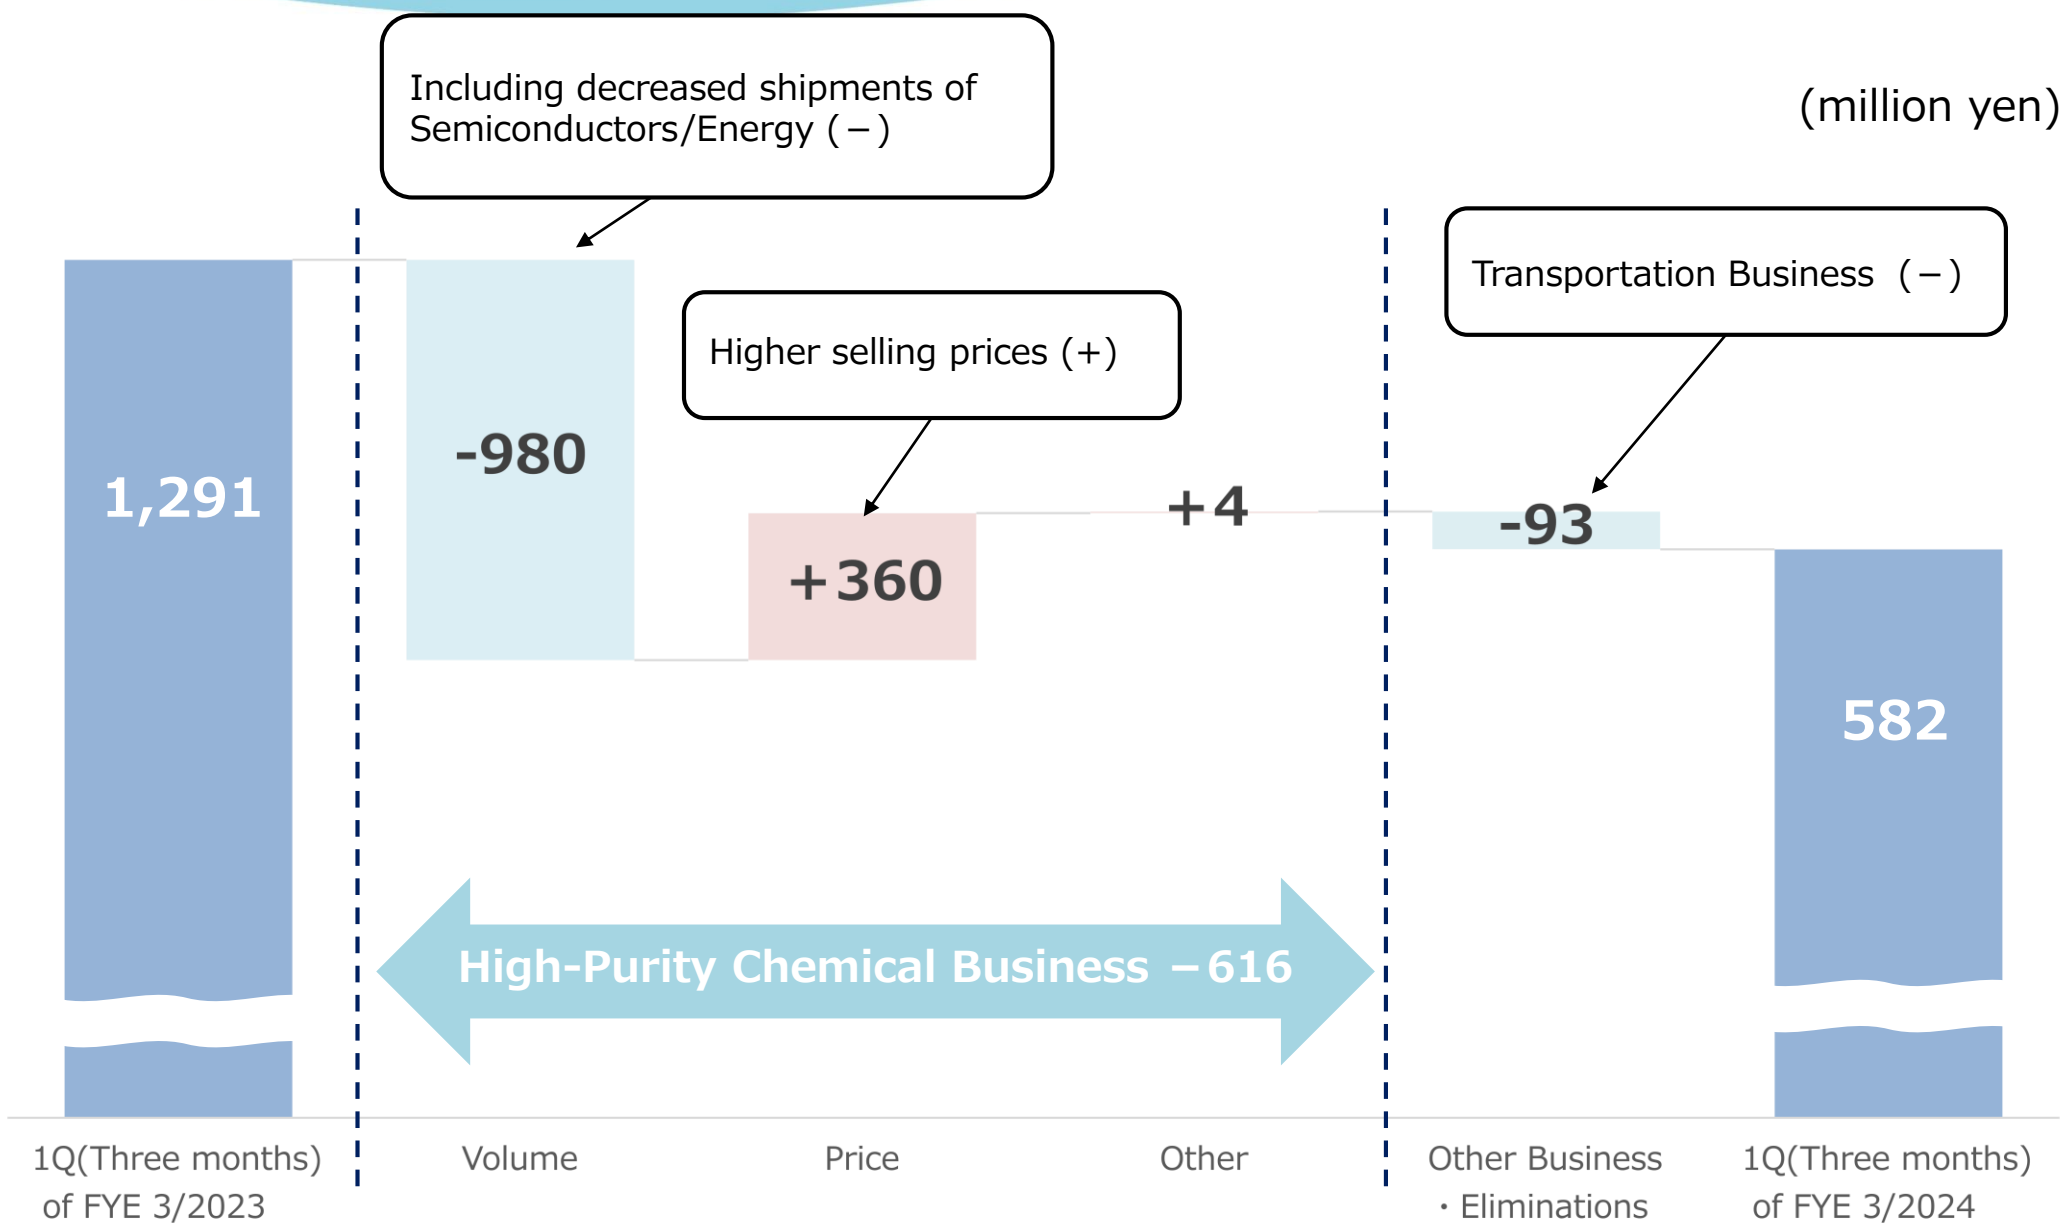 Including decreased shipments of
Semiconductors/Energy (－)
(million yen)
Transportation Business (－)
Higher selling prices (+)
1,291
-980
+360
+4
-93
582
High-Purity Chemical Business －616
1Q(Three months)
of FYE 3/2023
Volume
Price
Other
Other Business
・Eliminations
1Q(Three months)
of FYE 3/2024